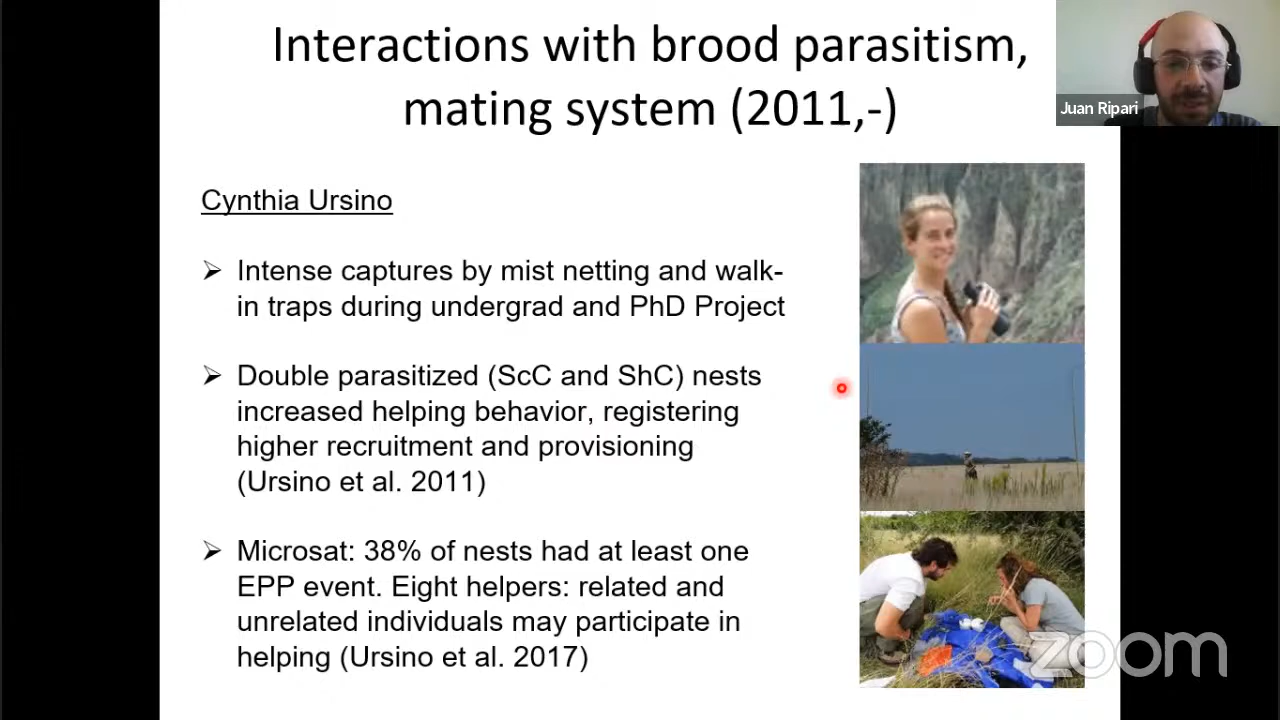 Interactions with brood parasitism,
mating system (2011,-)
Juan Ripari
Cynthia Ursino
➢ Intense captures by mist netting and walk-
in traps during undergrad and PhD Project
➢ Double parasitized (ScC and ShC) nests
increased helping behavior, registering
higher recruitment and provisioning
(Ursino et al. 2011)
➢ Microsat: 38% of nests had at least one
EPP event. Eight helpers: related and
unrelated individuals may participate in
helping (Ursino et al. 2017)
zoom